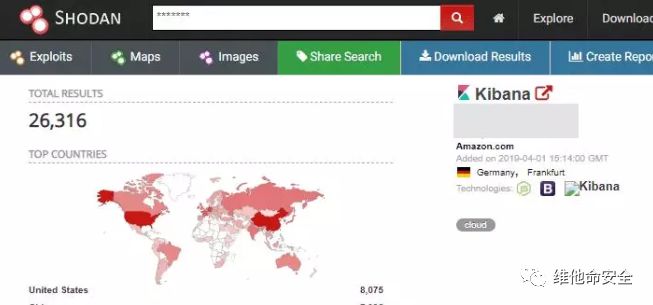 SHODAN
*******
Explore
Download
Exploits
Maps
Images
Share Search
Download Results
Create Repo
TOTAL RESULTS
26,316
TOP COUNTRIES
United States 8,075
Kibana
Amazon.com
Added on 2019-04-01 15:14:00 GMT
Germany, Frankfurt
Technologies: Kibana
cloud
维他命安全